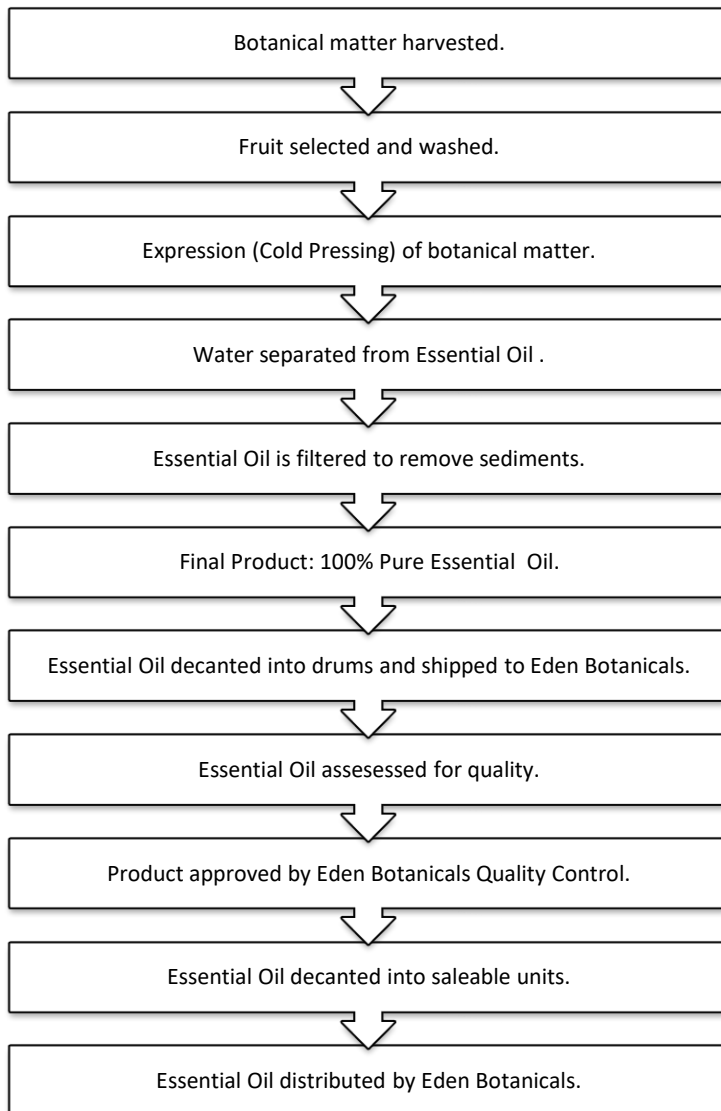 Botanical matter harvested.
Fruit selected and washed.
Expression (Cold Pressing) of botanical matter.
Water separated from Essential Oil .
Essential Oil is filtered to remove sediments.
Final Product: 100% Pure Essential  Oil.
Essential Oil decanted into drums and shipped to Eden Botanicals.
Essential Oil assesessed for quality.
Product approved by Eden Botanicals Quality Control.
Essential Oil decanted into saleable units.
Essential Oil distributed by Eden Botanicals.